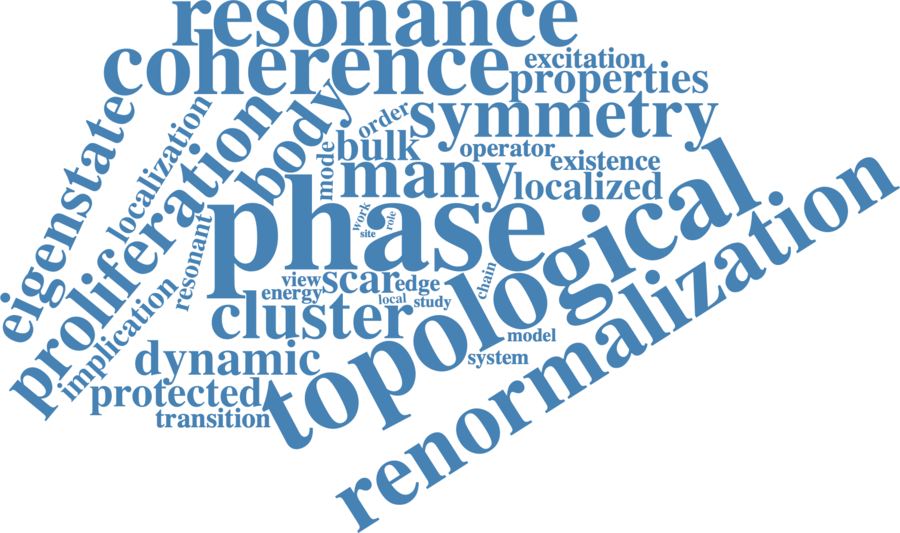 resonance
coherence
excitation
properties
eigenstate
localization
proliferation
body
order
symmetry
mode
bulk
operator
existence
many
localized
phase
work
site
role
topological
renormalization
resonant
implication
view
scar
edge
energy
local
study
chain
cluster
model
system
dynamic
protected
transition